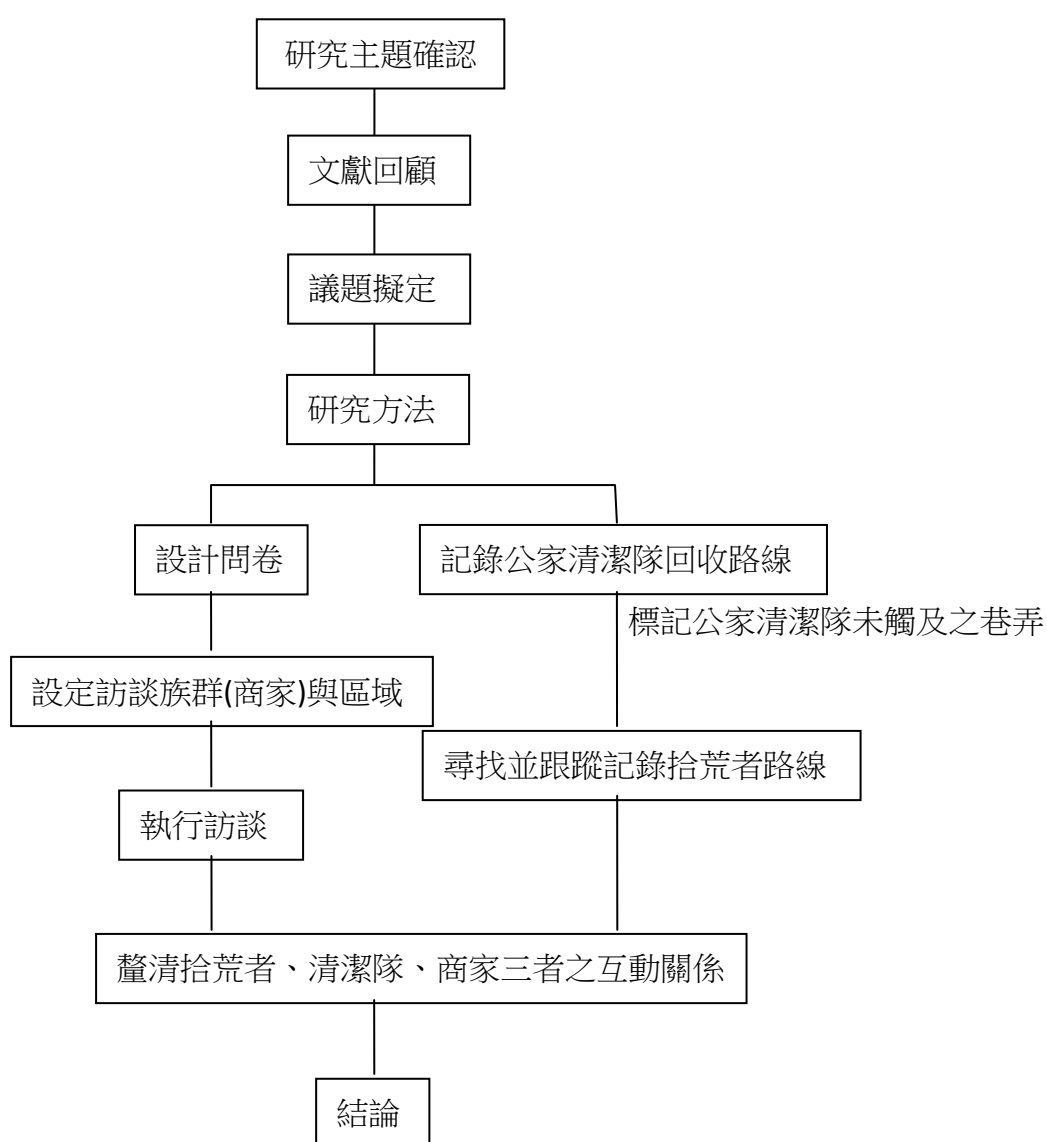 研究主題確認
文獻回顧
議題擬定
研究方法
設計問卷
記錄公家清潔隊回收路線
標記公家清潔隊未觸及之巷弄
設定訪談族群(商家)與區域
尋找並跟蹤記錄拾荒者路線
執行訪談
釐清拾荒者、清潔隊、商家三者之互動關係
結論